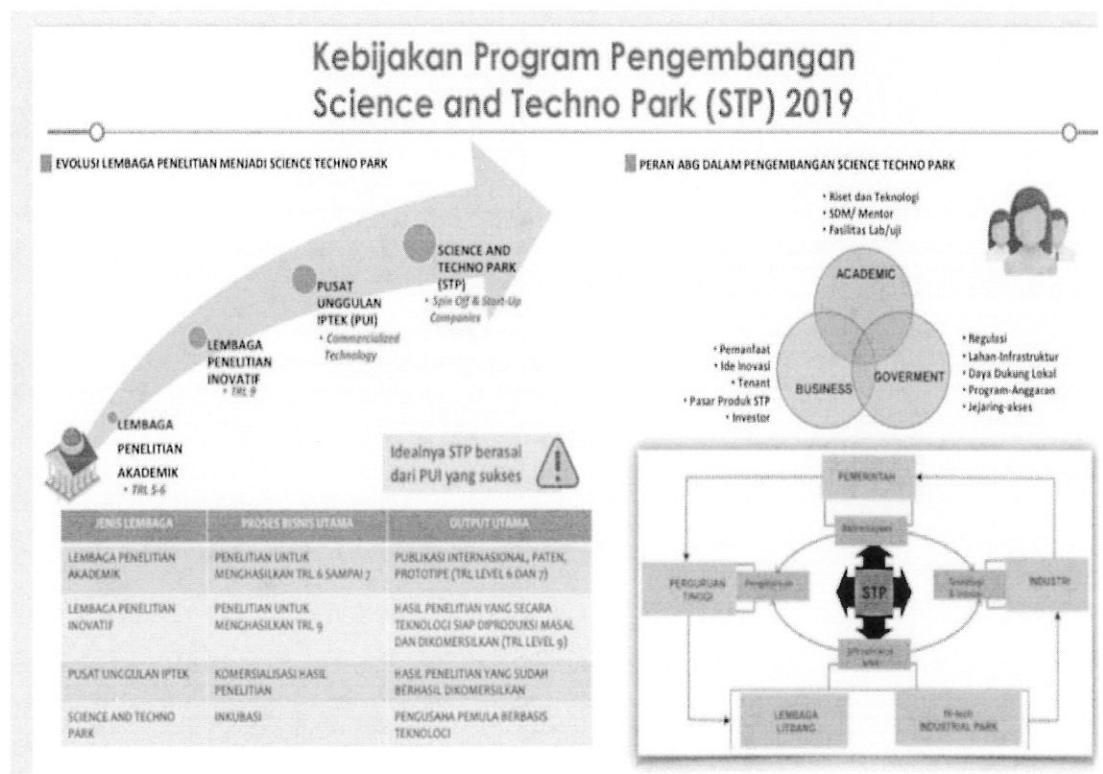 Kebijakan Program Pengembangan
Science and Techno Park (STP) 2019
EVOLUSI LEMBAGA PENELITIAN MENJADI SCIENCE TECHNO PARK
SCIENCE AND
TECHNO PARK
(STP)
• Spin Off & Start-Up
Companies
PUSAT
UNGGULAN
IPTEK (PUI)
• Commercialized
Technology
LEMBAGA
PENELITIAN
INOVATIF
• TRL 9
LEMBAGA
PENELITIAN
AKADEMIK
• TRL 5-6
Idealnya STP berasal
dari PUI yang sukses
JENIS LEMBAGA PROSES BISNIS UTAMA OUTPUT UTAMA
LEMBAGA PENELITIAN
AKADEMIK
PENELITIAN UNTUK
MENGHASILKAN TRL 6 SAMPAI 7
PUBLIKASI INTERNASIONAL, PATEN,
PROTOTIPE (TRL LEVEL 6 DAN 7)
LEMBAGA PENELITIAN
INOVATIF
PENELITIAN UNTUK
MENGHASILKAN TRL 9
HASIL PENELITIAN YANG SECARA
TEKNOLOGI SIAP DIPRODUKSI MASAL
DAN DIKOMERSILKAN (TRL LEVEL 9)
PUSAT UNGGULAN IPTEK
KOMERSIALISASI HASIL
PENELITIAN
HASIL PENELITIAN YANG SUDAH
BERHASIL DIKOMERSILKAN
SCIENCE AND TECHNO
PARK
INKUBASI
PENGUSAHA PEMULA BERBASIS
TEKNOLOGI
PERAN ABG DALAM PENGEMBANGAN SCIENCE TECHNO PARK
• Riset dan Teknologi
• SDM/ Mentor
• Fasilitas Lab/uji
ACADEMIC
BUSINESS
GOVERMENT
• Pemanfaat
• Ide Inovasi
• Tenant
• Pasar Produk STP
• Investor
• Regulasi
• Lahan-Infrastruktur
• Daya Dukung Lokal
• Program-Anggaran
• Jejaring-akses
PEMERINTAH
PERGURUAN
TINGGI
STP
INDUSTRI
LEMBAGA
LITBANG
Hi-tech
INDUSTRIAL PARK